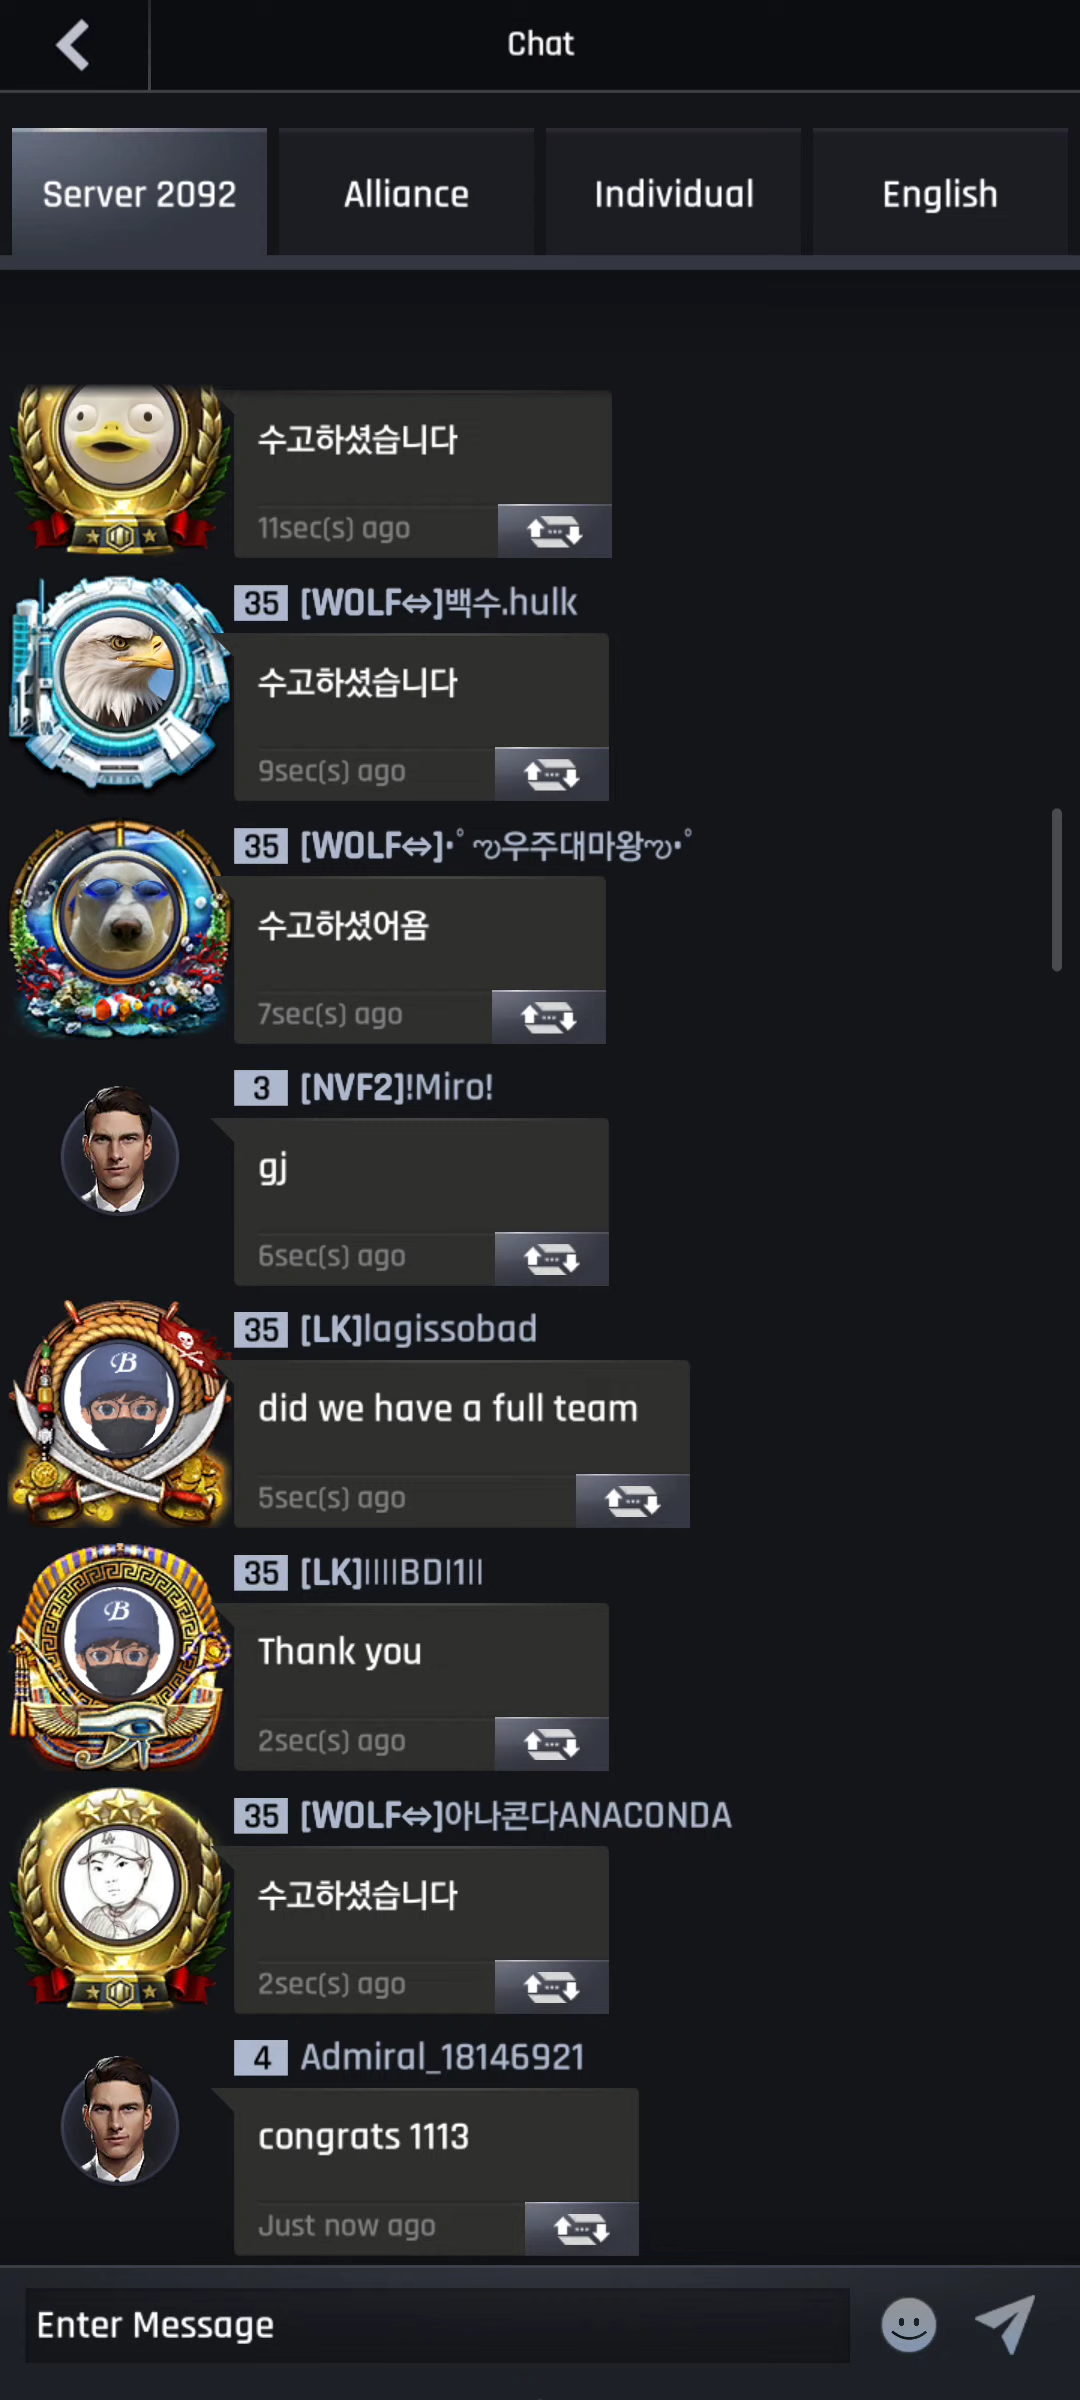 Chat
Server 2092
Alliance
Individual
English
수고하셨습니다
11sec(s) ago
35 [WOLF⇔]백수.hulk
수고하셨습니다
9sec(s) ago
35 [WOLF⇔]•˚ ఌ우주대마왕ఌ•˚
수고하셨어욤
7sec(s) ago
3 [NVF2]!Miro!
gj
6sec(s) ago
35 [LK]lagissobad
did we have a full team
5sec(s) ago
35 [LK]||||BD|1||
Thank you
2sec(s) ago
35 [WOLF⇔]아나콘다ANACONDA
수고하셨습니다
2sec(s) ago
4 Admiral_18146921
congrats 1113
Just now ago
Enter Message